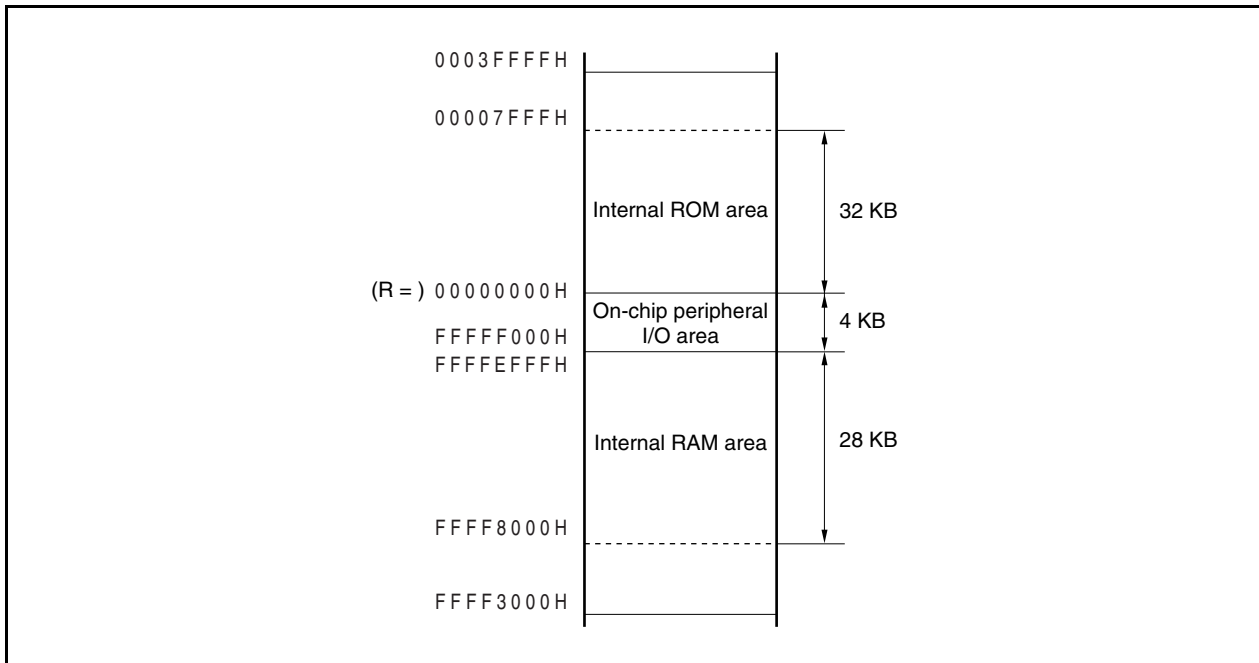 0003FFFFH
00007FFFH
Internal ROM area
32 KB
(R = ) 00000000H
On-chip peripheral
I/O area
4 KB
FFFFF000H
FFFFEFFFH
Internal RAM area
28 KB
FFFF8000H
FFFF3000H